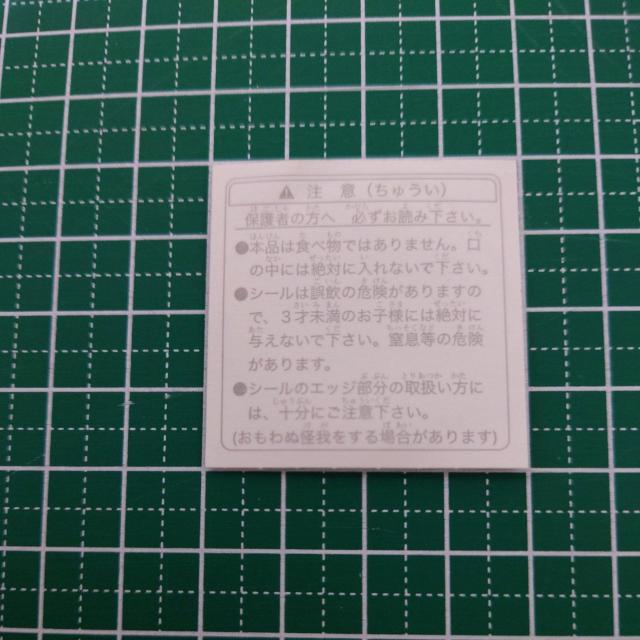 ⚠ 注 意 (ちゅうい)
保護者の方へ 必ずお読み下さい。
●本品は食べ物ではありません。口
の中には絶対に入れないで下さい。
●シールは誤飲の危険がありますの
で、3才未満のお子様には絶対に
与えないで下さい。窒息等の危険
があります。
●シールのエッジ部分の取扱い方に
は、十分にご注意下さい。
(おもわぬ怪我をする場合があります)